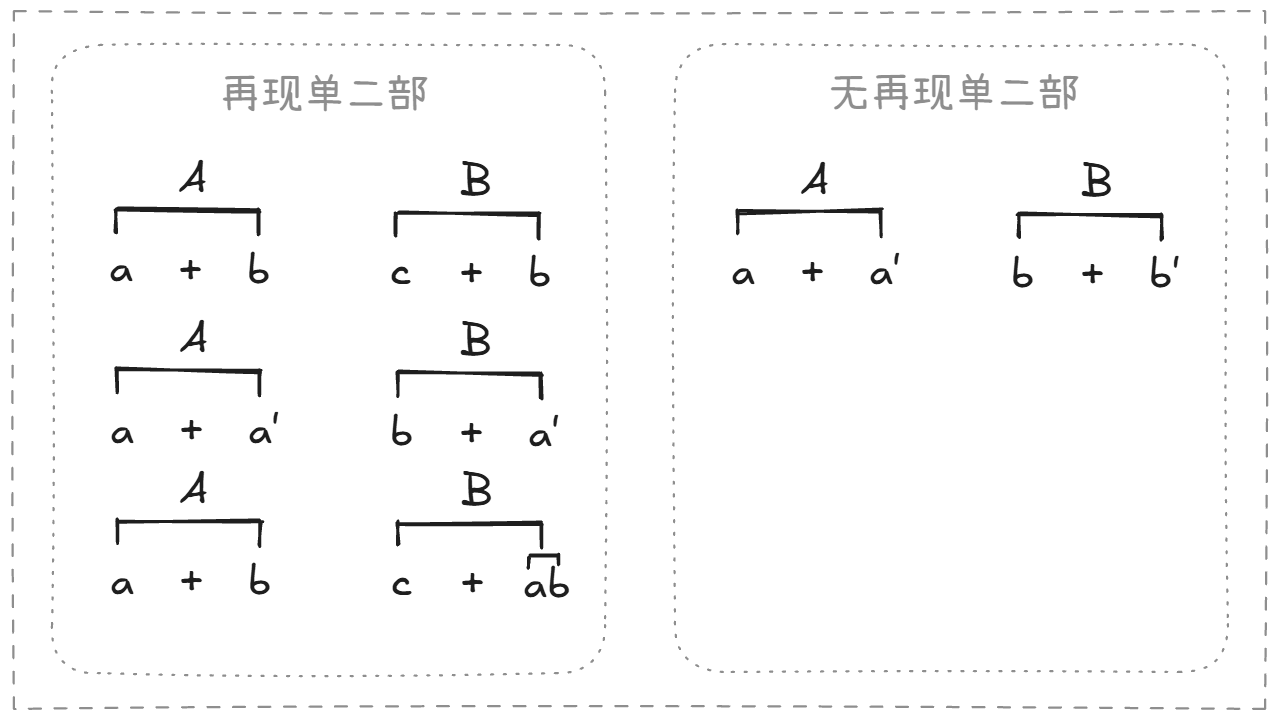 再现单二部
A B
a + b c + b
A B
a + a' b + a'
A B
a + b c + ab
无再现单二部
A B
a + a' b + b'